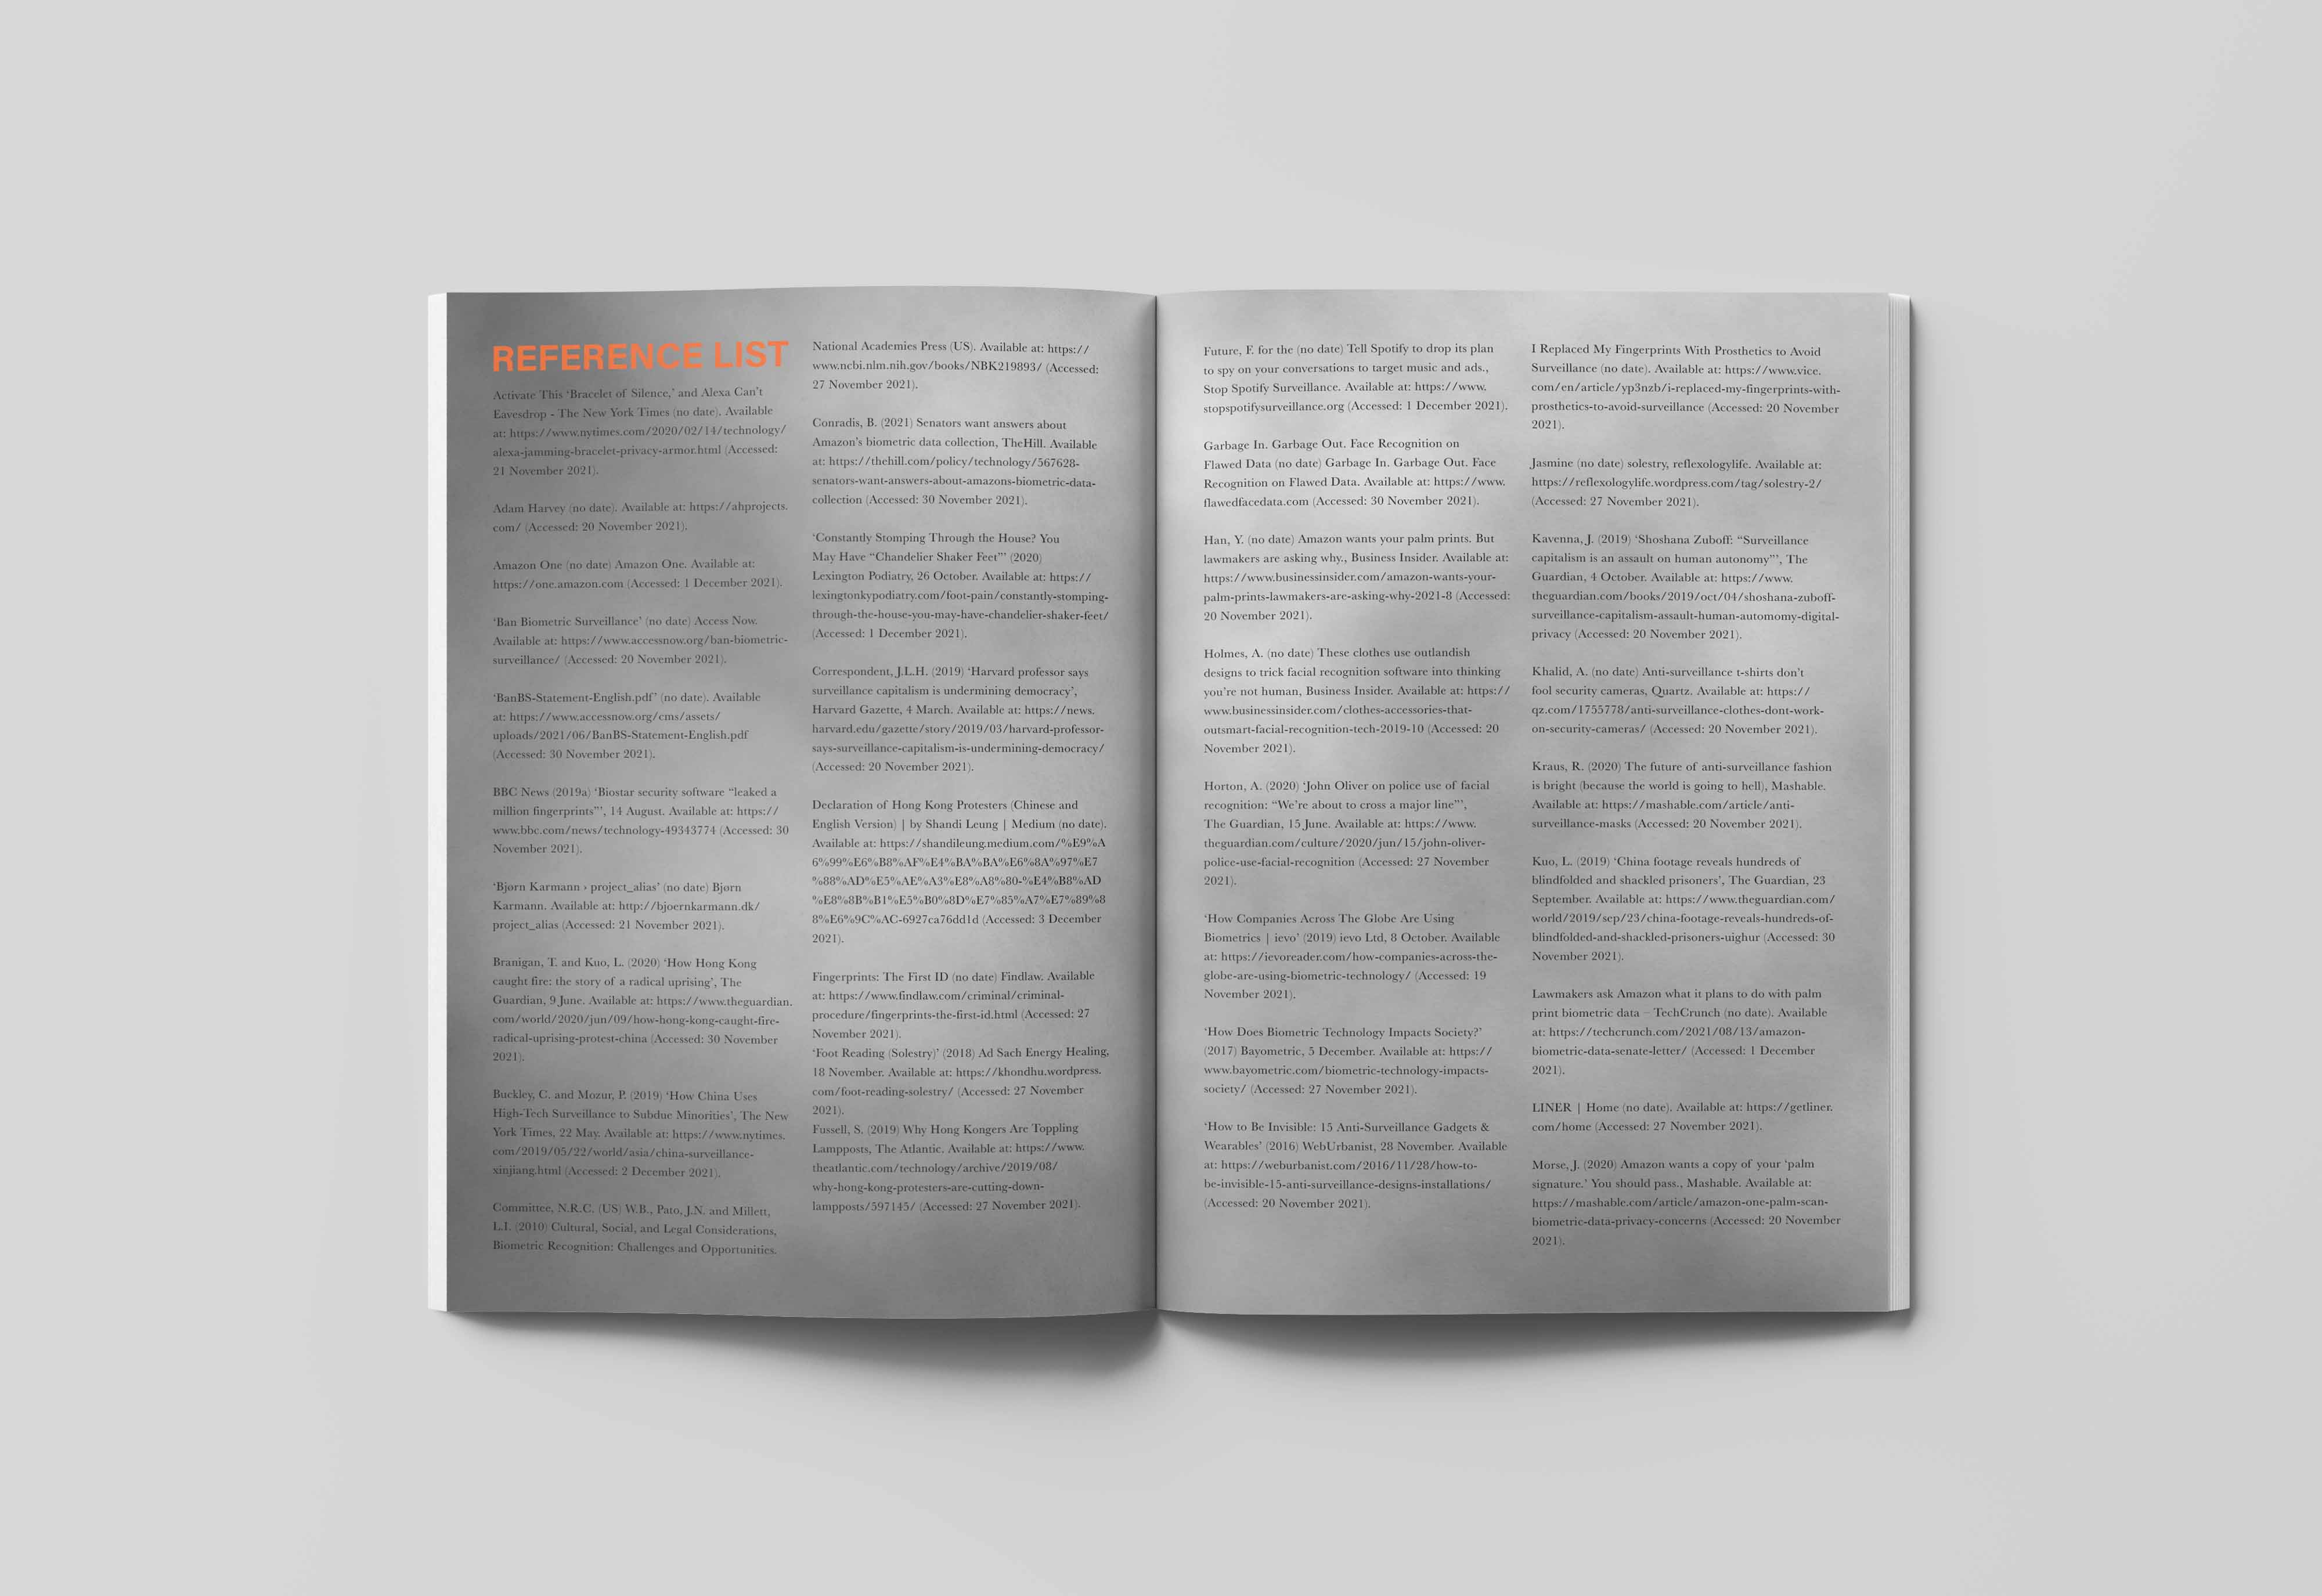 REFERENCE LIST
Activate This ‘Bracelet of Silence,’ and Alexa Can’t
Eavesdrop - The New York Times (no date). Available
at: https://www.nytimes.com/2020/02/14/technology/
alexa-jamming-bracelet-privacy-armor.html (Accessed:
21 November 2021).
Adam Harvey (no date). Available at: https://ahprojects.
com/ (Accessed: 20 November 2021).
Amazon One (no date) Amazon One. Available at:
https://one.amazon.com (Accessed: 1 December 2021).
‘Ban Biometric Surveillance’ (no date) Access Now.
Available at: https://www.accessnow.org/ban-biometric-
surveillance/ (Accessed: 20 November 2021).
‘BanBS-Statement-English.pdf’ (no date). Available
at: https://www.accessnow.org/cms/assets/
uploads/2021/06/BanBS-Statement-English.pdf
(Accessed: 30 November 2021).
BBC News (2019a) ‘Biostar security software “leaked a
million fingerprints”’, 14 August. Available at: https://
www.bbc.com/news/technology-49343774 (Accessed: 30
November 2021).
‘Bjørn Karmann › project_alias’ (no date) Bjørn
Karmann. Available at: http://bjoernkarmann.dk/
project_alias (Accessed: 21 November 2021).
Branigan, T. and Kuo, L. (2020) ‘How Hong Kong
caught fire: the story of a radical uprising’, The
Guardian, 9 June. Available at: https://www.theguardian.
com/world/2020/jun/09/how-hong-kong-caught-fire-
radical-uprising-protest-china (Accessed: 30 November
2021).
Buckley, C. and Mozur, P. (2019) ‘How China Uses
High-Tech Surveillance to Subdue Minorities’, The New
York Times, 22 May. Available at: https://www.nytimes.
com/2019/05/22/world/asia/china-surveillance-
xinjiang.html (Accessed: 2 December 2021).
Committee, N.R.C. (US) W.B., Pato, J.N. and Millett,
L.I. (2010) Cultural, Social, and Legal Considerations,
Biometric Recognition: Challenges and Opportunities.
National Academies Press (US). Available at: https://
www.ncbi.nlm.nih.gov/books/NBK219893/ (Accessed:
27 November 2021).
Conradis, B. (2021) Senators want answers about
Amazon’s biometric data collection, TheHill. Available
at: https://thehill.com/policy/technology/567628-
senators-want-answers-about-amazons-biometric-data-
collection (Accessed: 30 November 2021).
‘Constantly Stomping Through the House? You
May Have “Chandelier Shaker Feet”’ (2020)
Lexington Podiatry, 26 October. Available at: https://
lexingtonkypodiatry.com/foot-pain/constantly-stomping-
through-the-house-you-may-have-chandelier-shaker-feet/
(Accessed: 1 December 2021).
Correspondent, J.L.H. (2019) ‘Harvard professor says
surveillance capitalism is undermining democracy’,
Harvard Gazette, 4 March. Available at: https://news.
harvard.edu/gazette/story/2019/03/harvard-professor-
says-surveillance-capitalism-is-undermining-democracy/
(Accessed: 20 November 2021).
Declaration of Hong Kong Protesters (Chinese and
English Version) | by Shandi Leung | Medium (no date).
Available at: https://shandileung.medium.com/%E9%A
6%99%E6%B8%AF%E4%BA%BA%E6%8A%97%E7
%88%AD%E5%AE%A3%E8%A8%80-%E4%B8%AD
%E8%8B%B1%E5%B0%8D%E7%85%A7%E7%89%8
8%E6%9C%AC-6927ca76dd1d (Accessed: 3 December
2021).
Fingerprints: The First ID (no date) Findlaw. Available
at: https://www.findlaw.com/criminal/criminal-
procedure/fingerprints-the-first-id.html (Accessed: 27
November 2021).
‘Foot Reading (Solestry)’ (2018) Ad Sach Energy Healing,
18 November. Available at: https://khondhu.wordpress.
com/foot-reading-solestry/ (Accessed: 27 November
2021).
Fussell, S. (2019) Why Hong Kongers Are Toppling
Lampposts, The Atlantic. Available at: https://www.
theatlantic.com/technology/archive/2019/08/
why-hong-kong-protesters-are-cutting-down-
lampposts/597145/ (Accessed: 27 November 2021).
Future, F. for the (no date) Tell Spotify to drop its plan
to spy on your conversations to target music and ads.,
Stop Spotify Surveillance. Available at: https://www.
stopspotifysurveillance.org (Accessed: 1 December 2021).
Garbage In. Garbage Out. Face Recognition on
Flawed Data (no date) Garbage In. Garbage Out. Face
Recognition on Flawed Data. Available at: https://www.
flawedfacedata.com (Accessed: 30 November 2021).
Han, Y. (no date) Amazon wants your palm prints. But
lawmakers are asking why., Business Insider. Available at:
https://www.businessinsider.com/amazon-wants-your-
palm-prints-lawmakers-are-asking-why-2021-8 (Accessed:
20 November 2021).
Holmes, A. (no date) These clothes use outlandish
designs to trick facial recognition software into thinking
you’re not human, Business Insider. Available at: https://
www.businessinsider.com/clothes-accessories-that-
outsmart-facial-recognition-tech-2019-10 (Accessed: 20
November 2021).
Horton, A. (2020) ‘John Oliver on police use of facial
recognition: “We’re about to cross a major line”’,
The Guardian, 15 June. Available at: https://www.
theguardian.com/culture/2020/jun/15/john-oliver-
police-use-facial-recognition (Accessed: 27 November
2021).
‘How Companies Across The Globe Are Using
Biometrics | ievo’ (2019) ievo Ltd, 8 October. Available
at: https://ievoreader.com/how-companies-across-the-
globe-are-using-biometric-technology/ (Accessed: 19
November 2021).
‘How Does Biometric Technology Impacts Society?’
(2017) Bayometric, 5 December. Available at: https://
www.bayometric.com/biometric-technology-impacts-
society/ (Accessed: 27 November 2021).
‘How to Be Invisible: 15 Anti-Surveillance Gadgets &
Wearables’ (2016) WebUrbanist, 28 November. Available
at: https://weburbanist.com/2016/11/28/how-to-
be-invisible-15-anti-surveillance-designs-installations/
(Accessed: 20 November 2021).
I Replaced My Fingerprints With Prosthetics to Avoid
Surveillance (no date). Available at: https://www.vice.
com/en/article/yp3nzb/i-replaced-my-fingerprints-with-
prosthetics-to-avoid-surveillance (Accessed: 20 November
2021).
Jasmine (no date) solestry, reflexologylife. Available at:
https://reflexologylife.wordpress.com/tag/solestry-2/
(Accessed: 27 November 2021).
Kavenna, J. (2019) ‘Shoshana Zuboff: “Surveillance
capitalism is an assault on human autonomy”’, The
Guardian, 4 October. Available at: https://www.
theguardian.com/books/2019/oct/04/shoshana-zuboff-
surveillance-capitalism-assault-human-automomy-digital-
privacy (Accessed: 20 November 2021).
Khalid, A. (no date) Anti-surveillance t-shirts don’t
fool security cameras, Quartz. Available at: https://
qz.com/1755778/anti-surveillance-clothes-dont-work-
on-security-cameras/ (Accessed: 20 November 2021).
Kraus, R. (2020) The future of anti-surveillance fashion
is bright (because the world is going to hell), Mashable.
Available at: https://mashable.com/article/anti-
surveillance-masks (Accessed: 20 November 2021).
Kuo, L. (2019) ‘China footage reveals hundreds of
blindfolded and shackled prisoners’, The Guardian, 23
September. Available at: https://www.theguardian.com/
world/2019/sep/23/china-footage-reveals-hundreds-of-
blindfolded-and-shackled-prisoners-uighur (Accessed: 30
November 2021).
Lawmakers ask Amazon what it plans to do with palm
print biometric data – TechCrunch (no date). Available
at: https://techcrunch.com/2021/08/13/amazon-
biometric-data-senate-letter/ (Accessed: 1 December
2021).
LINER | Home (no date). Available at: https://getliner.
com/home (Accessed: 27 November 2021).
Morse, J. (2020) Amazon wants a copy of your ‘palm
signature.’ You should pass., Mashable. Available at:
https://mashable.com/article/amazon-one-palm-scan-
biometric-data-privacy-concerns (Accessed: 20 November
2021).